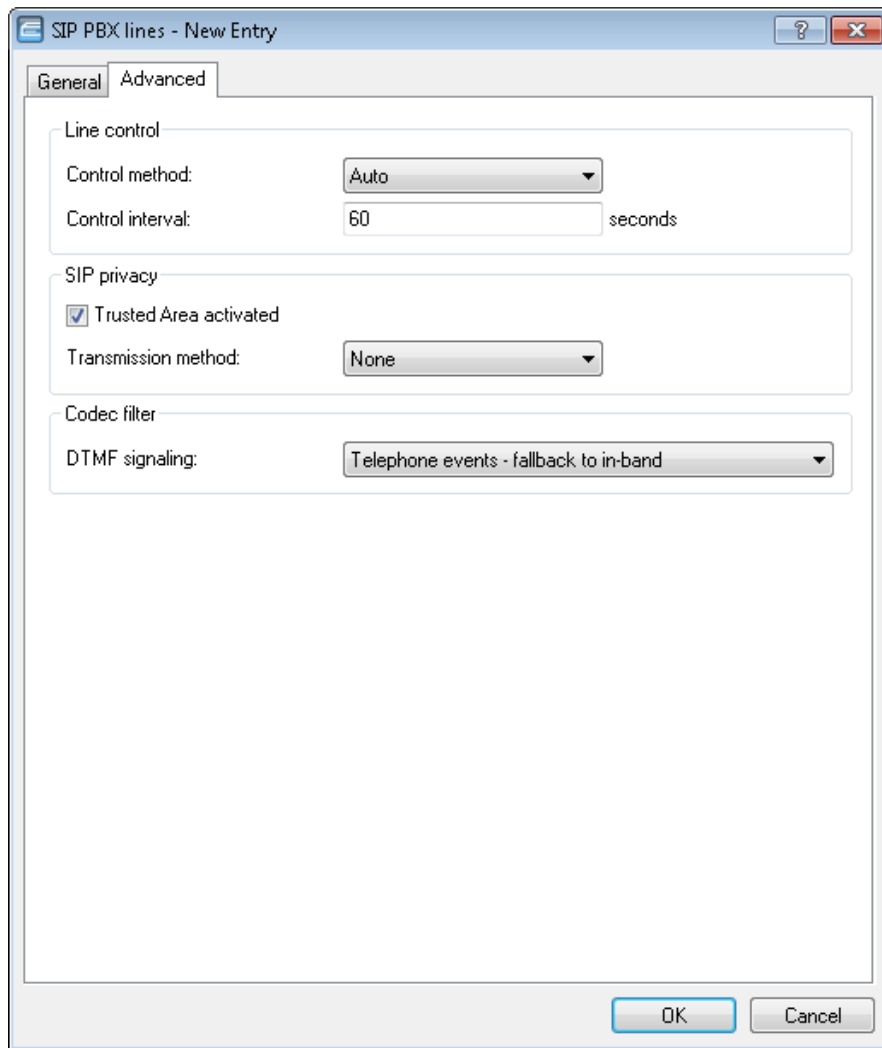 SIP PBX lines - New Entry
General Advanced
Line control
Control method: Auto
Control interval: 60 seconds
SIP privacy
Trusted Area activated
Transmission method: None
Codec filter
DTMF signaling: Telephone events - fallback to in-band
OK Cancel